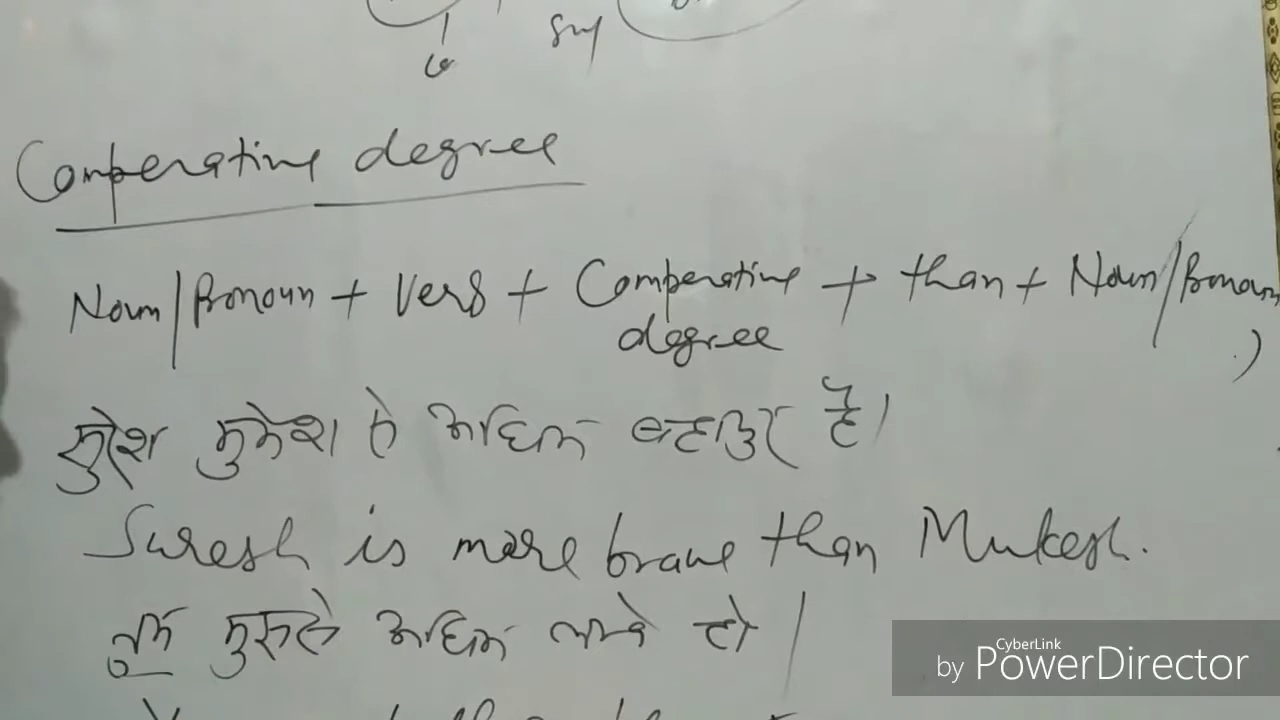 Sup
Comperative degree
Noun/Pronoun + Verb + Comperative + than + Noun/Pronoun
degree
सुरेश मुकेश से अधिक बहादुर है।
Suresh is more brave than Mukesh.
तुम मुझसे अधिक लम्बे हो।
CyberLink
by PowerDirector